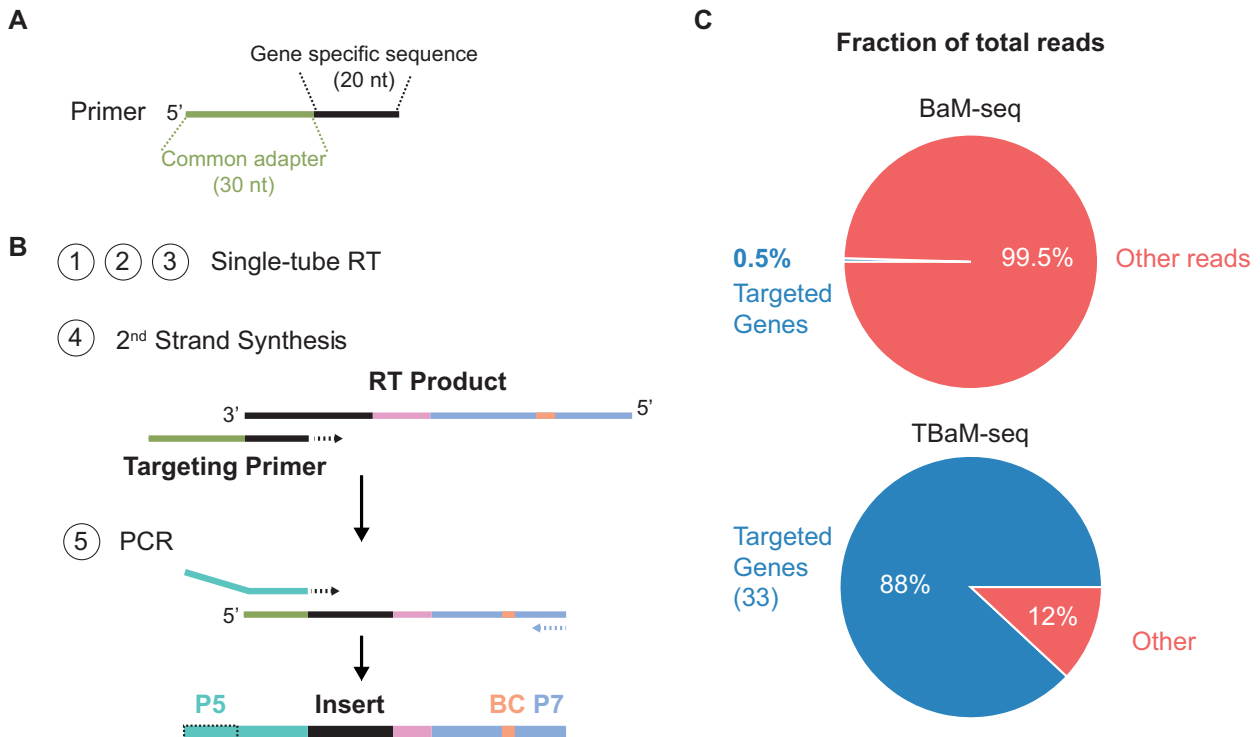 A
Gene specific sequence
(20 nt)
Primer 5’
Common adapter
(30 nt)
B
1 2 3 Single-tube RT
4 2nd Strand Synthesis
RT Product
3’ 5’
Targeting Primer
5 PCR
5’
P5 Insert BC P7
C
Fraction of total reads
BaM-seq
0.5%
Targeted
Genes
99.5%
Other reads
TBaM-seq
Targeted
Genes
(33)
88%
12%
Other